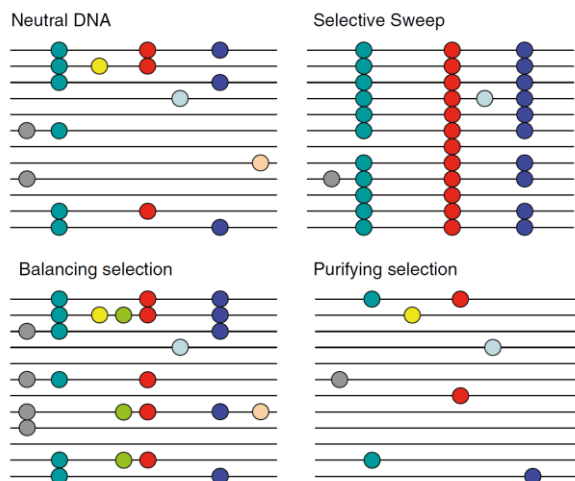 Neutral DNA
Selective Sweep
Balancing selection
Purifying selection